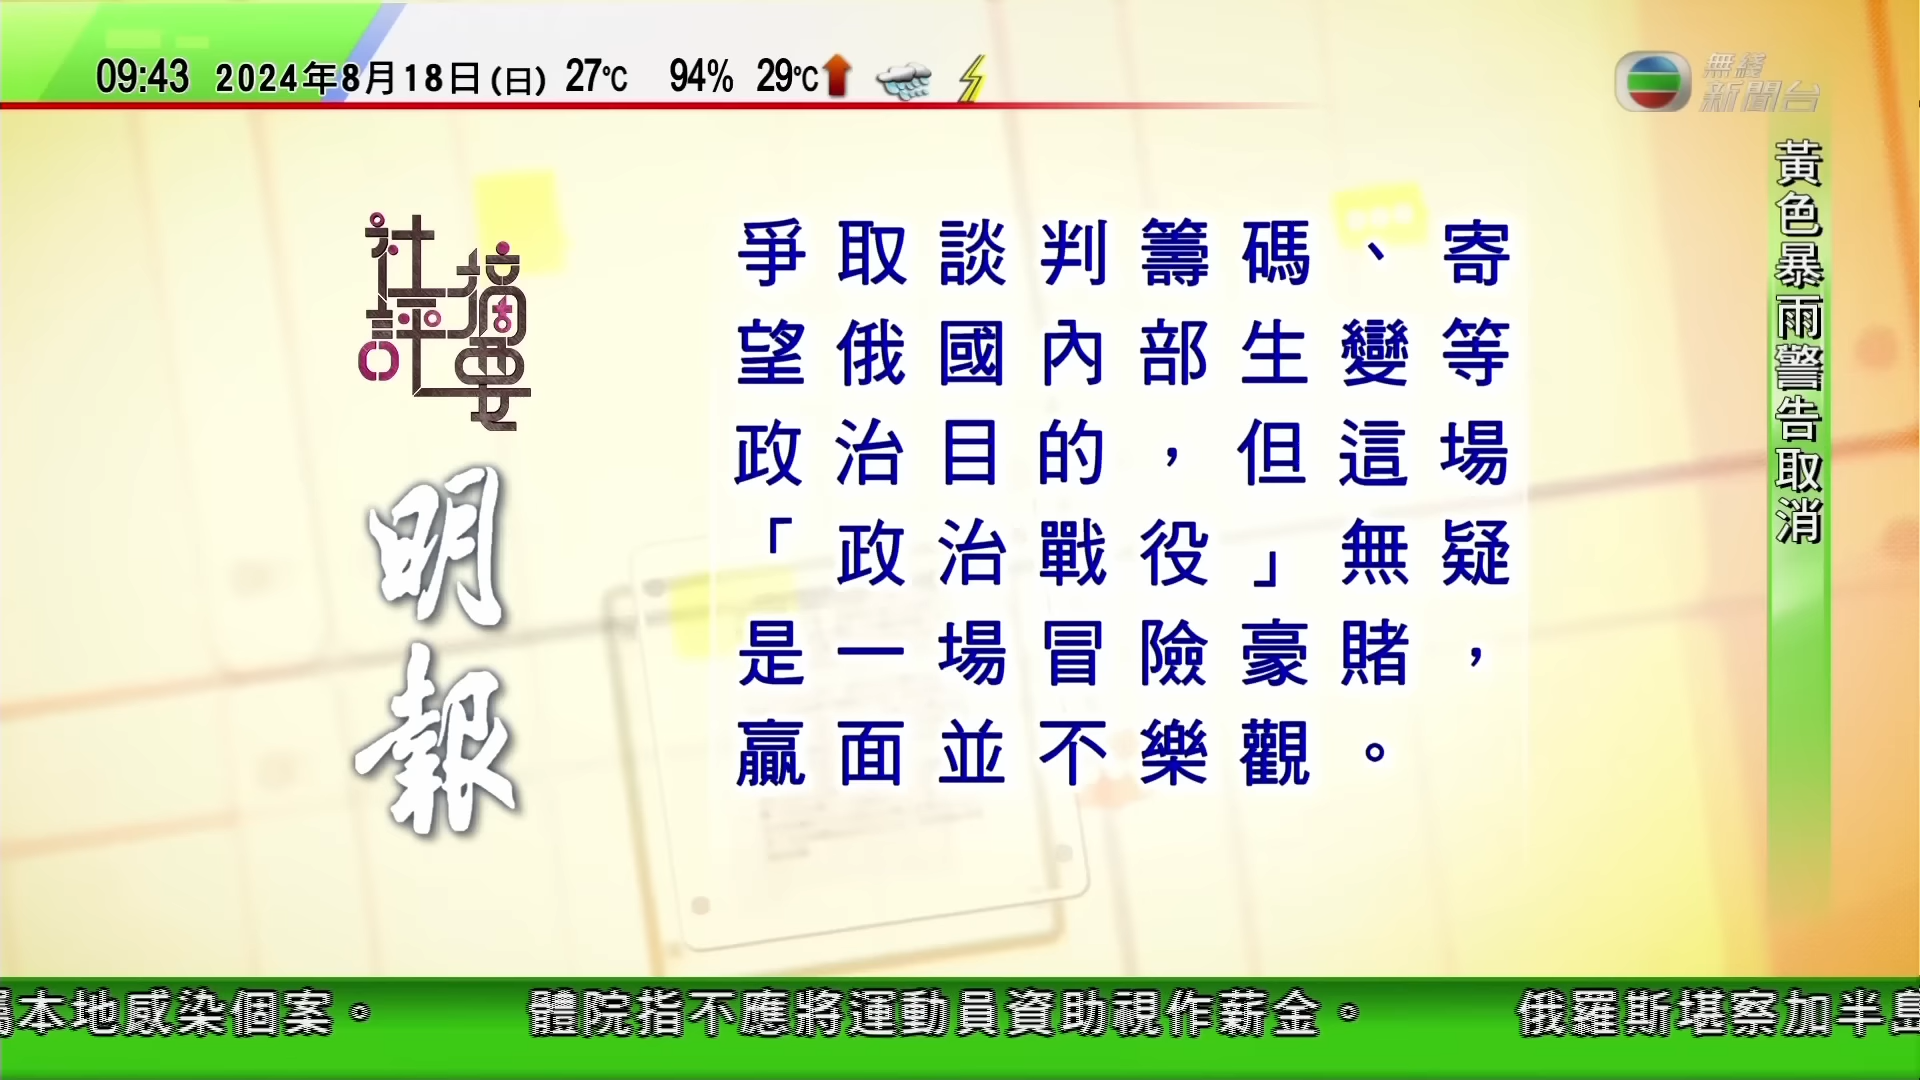 09:43 2024年8月18日(日) 27℃ 94% 29℃
無綫
新聞台
社評
摘要
明報
爭取談判籌碼、寄
望俄國內部生變等
政治目的，但這場
「政治戰役」無疑
是一場冒險豪賭，
贏面並不樂觀。
黃色暴雨警告取消
本地感染個案。 體院指不應將運動員資助視作薪金。 俄羅斯堪察加半島